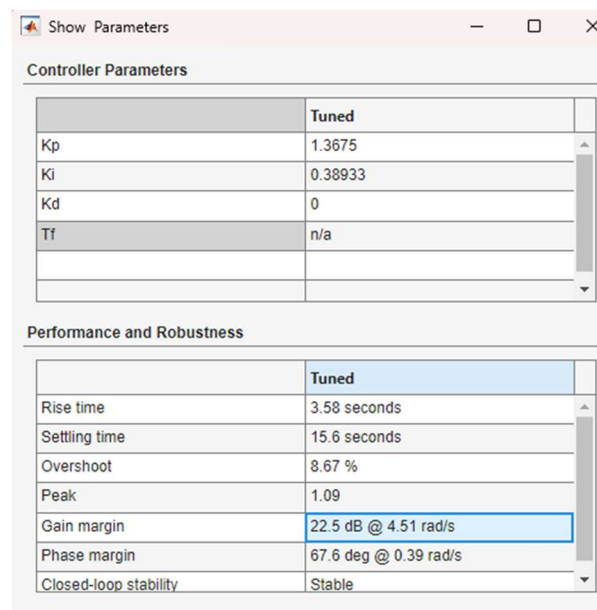 Show Parameters
Controller Parameters
Tuned
Kp 1.3675
Ki 0.38933
Kd 0
Tf n/a
Performance and Robustness
Tuned
Rise time 3.58 seconds
Settling time 15.6 seconds
Overshoot 8.67 %
Peak 1.09
Gain margin 22.5 dB @ 4.51 rad/s
Phase margin 67.6 deg @ 0.39 rad/s
Closed-loop stability Stable